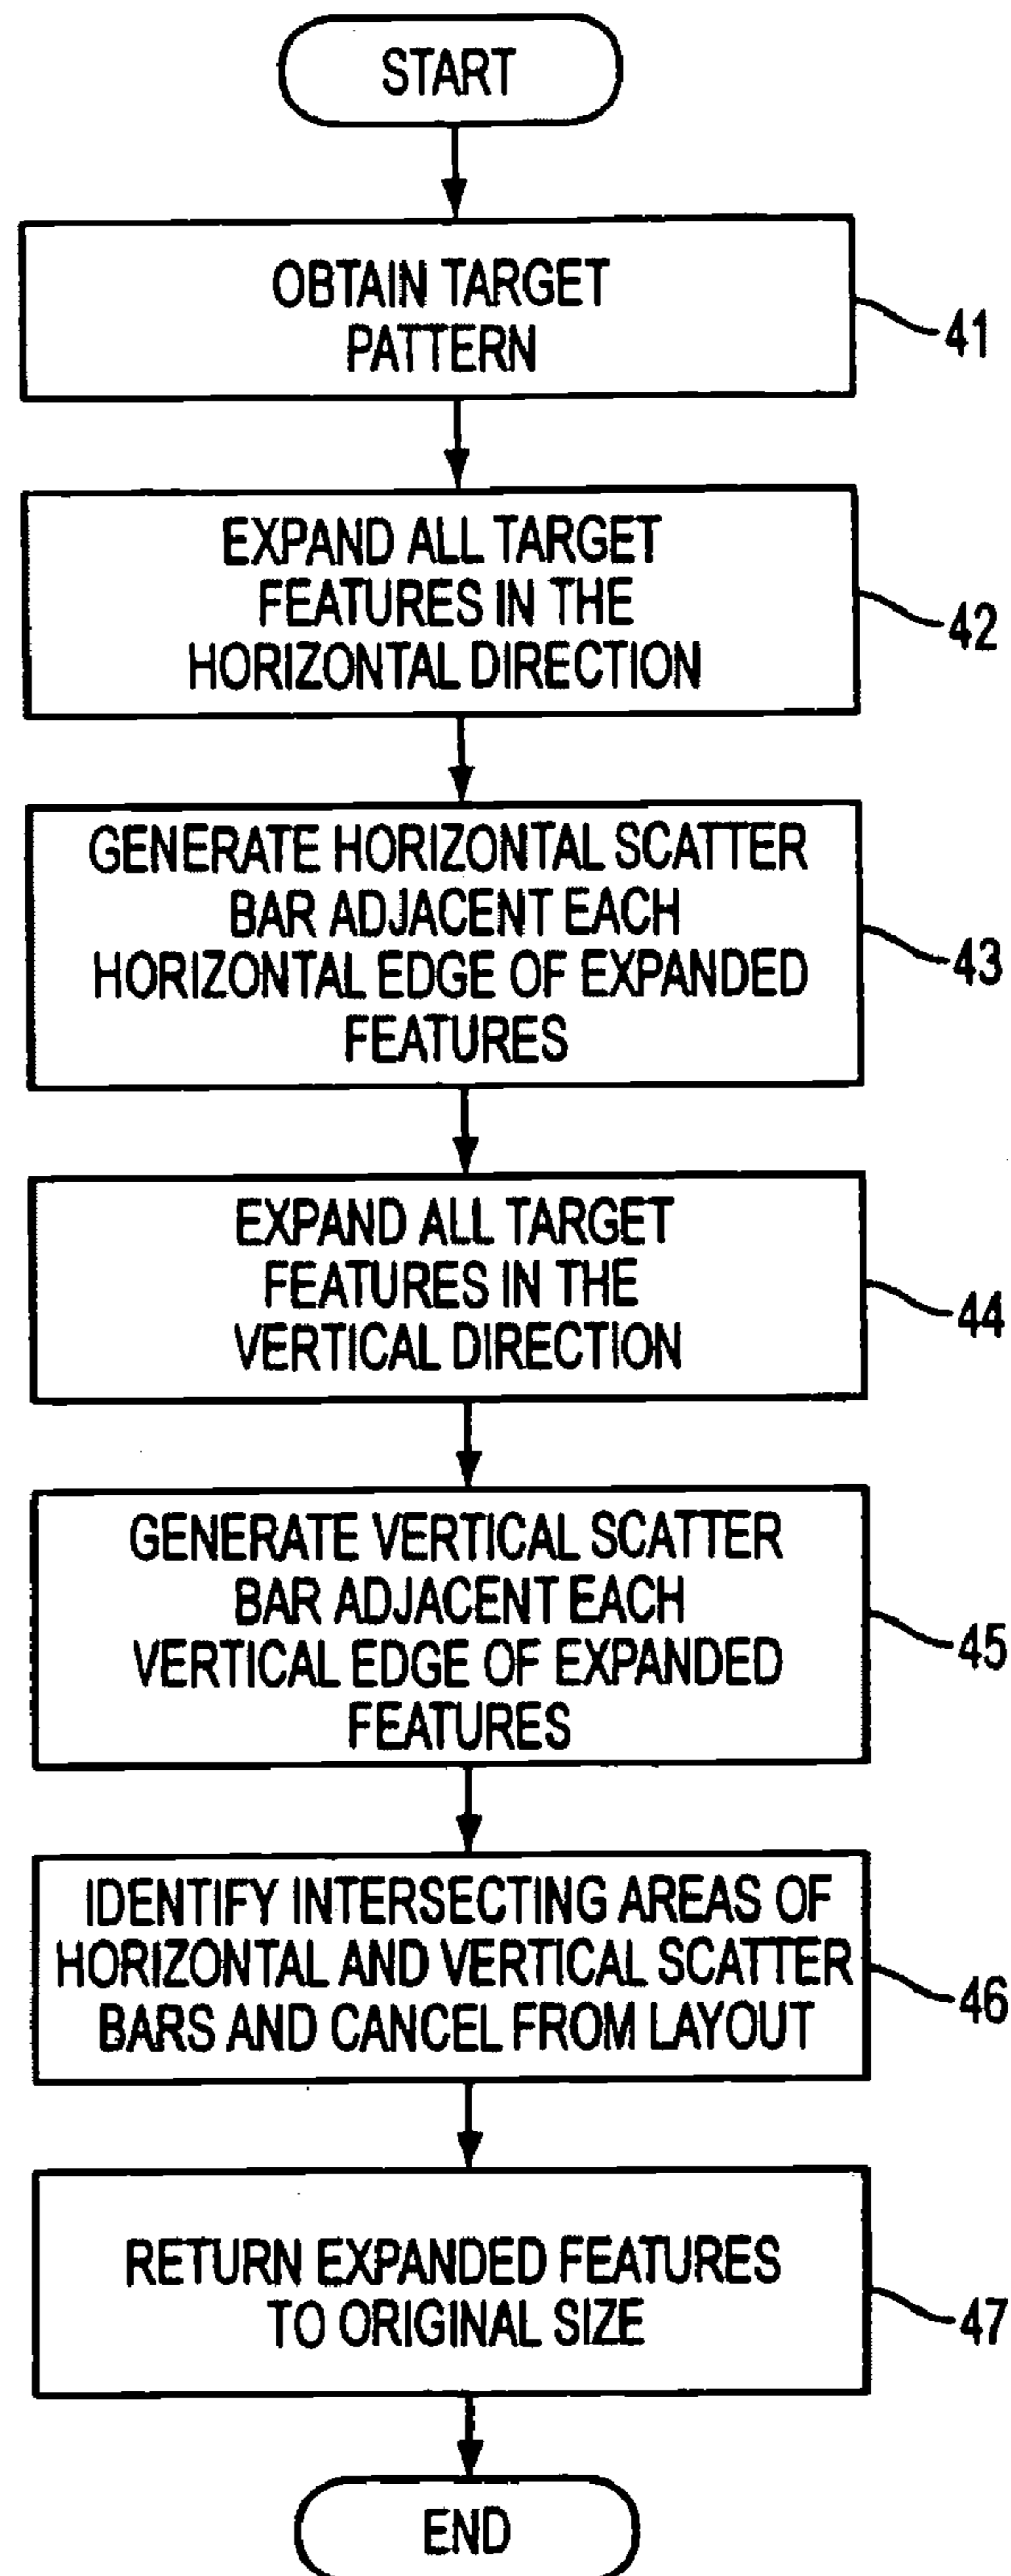 START
OBTAIN TARGET
PATTERN
41
EXPAND ALL TARGET
FEATURES IN THE
HORIZONTAL DIRECTION
42
GENERATE HORIZONTAL SCATTER
BAR ADJACENT EACH
HORIZONTAL EDGE OF EXPANDED
FEATURES
43
EXPAND ALL TARGET
FEATURES IN THE
VERTICAL DIRECTION
44
GENERATE VERTICAL SCATTER
BAR ADJACENT EACH
VERTICAL EDGE OF EXPANDED
FEATURES
45
IDENTIFY INTERSECTING AREAS OF
HORIZONTAL AND VERTICAL SCATTER
BARS AND CANCEL FROM LAYOUT
46
RETURN EXPANDED FEATURES
TO ORIGINAL SIZE
47
END